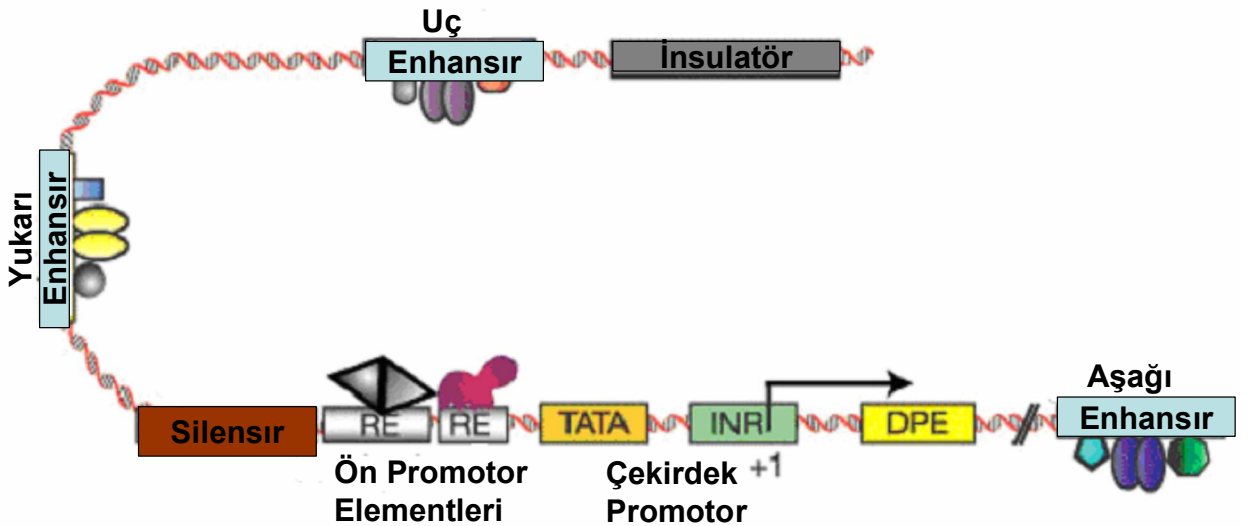 Uç
Enhansır
İnsulatör
Yukarı
Enhansır
Silensır
RE
RE
TATA
INR
DPE
Aşağı
Enhansır
Ön Promotor
Elementleri
Çekirdek +1
Promotor